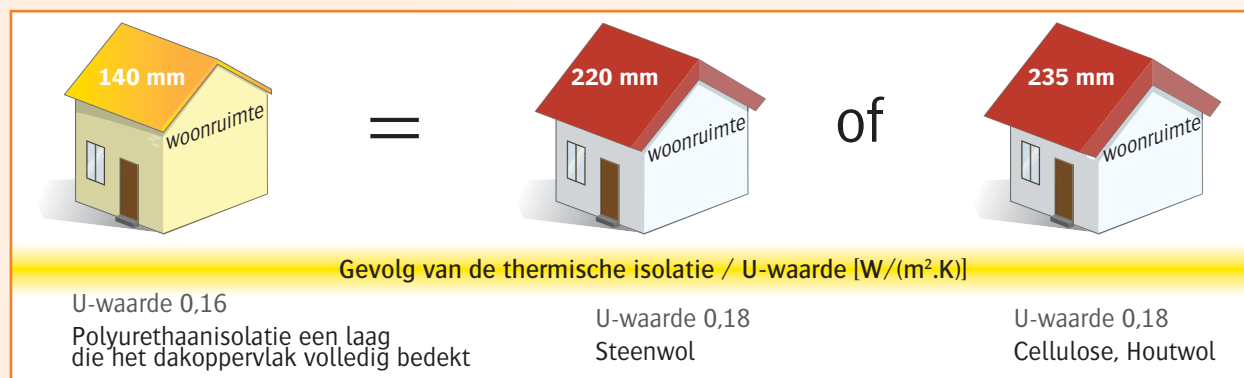 140 mm
woonruimte
=
220 mm
woonruimte
of
235 mm
woonruimte
Gevolg van de thermische isolatie / U-waarde [W/(m².K)]
U-waarde 0,16
Polyurethaanisolatie een laag
die het dakoppervlak volledig bedekt
U-waarde 0,18
Steenwol
U-waarde 0,18
Cellulose, Houtwol